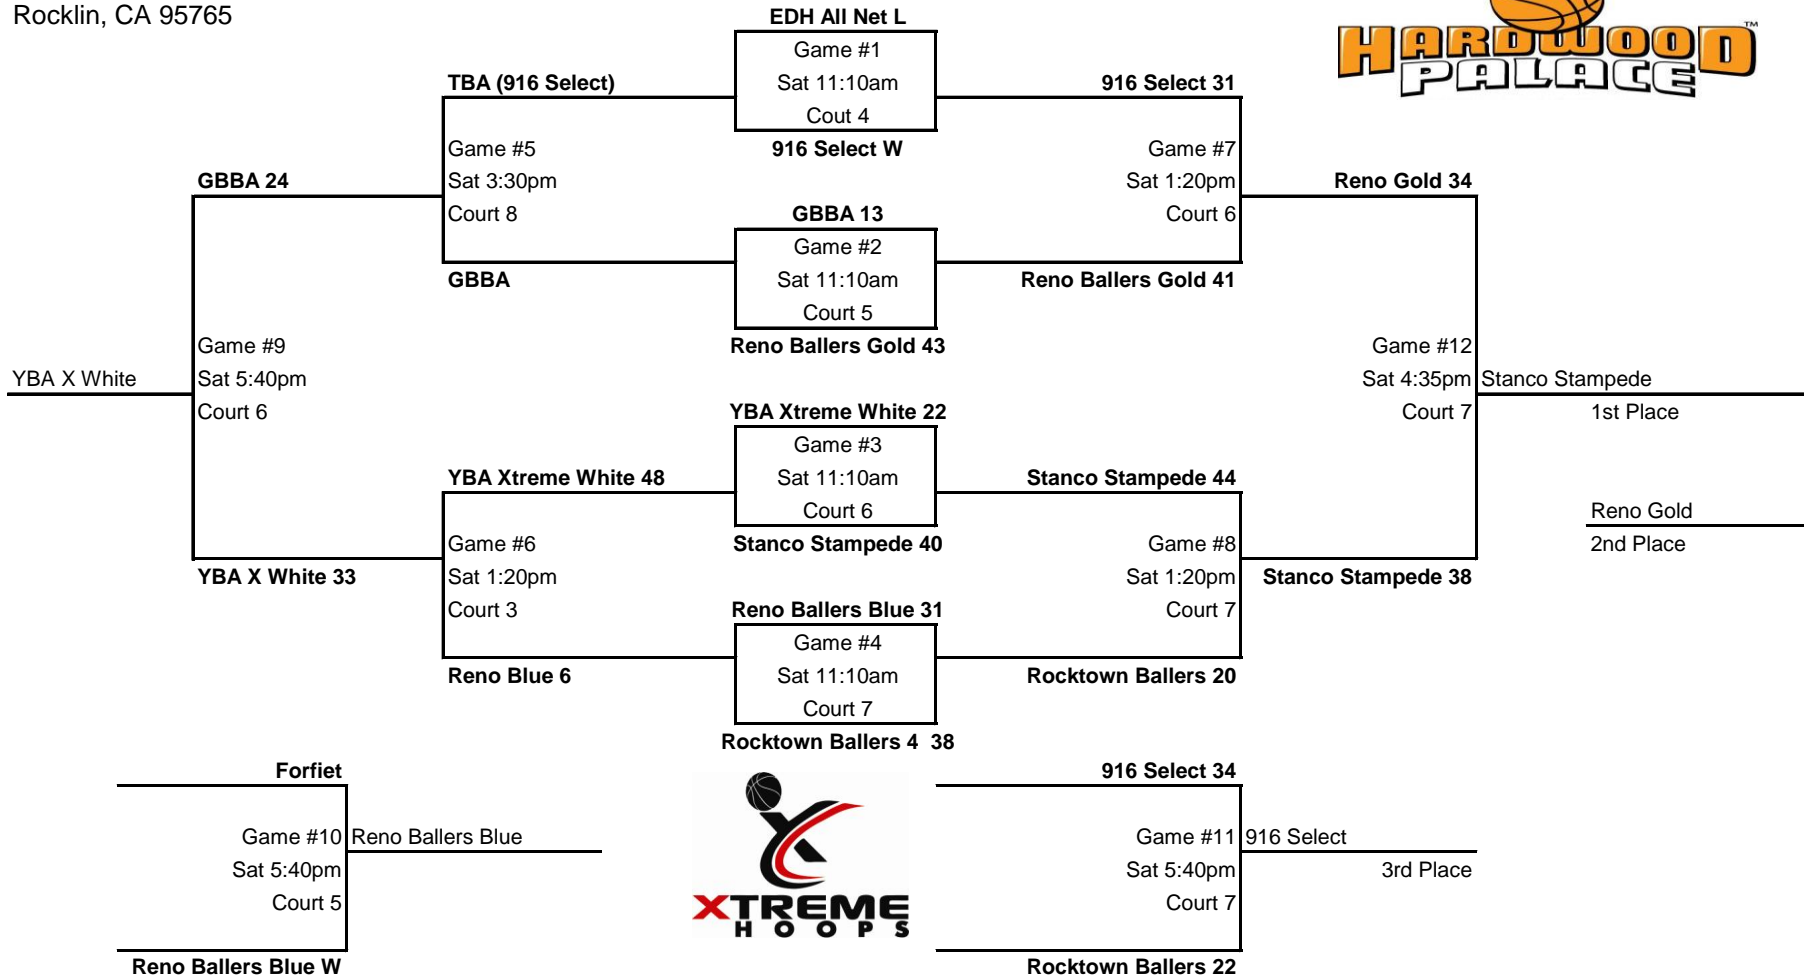 Rocklin, CA 95765
HARDWOOD PALACE™
EDH All Net L
Game #1
Sat 11:10am
Cout 4
916 Select W
TBA (916 Select)
Game #5
Sat 3:30pm
Court 8
GBBA
916 Select 31
Game #7
Sat 1:20pm
Court 6
Reno Ballers Gold 41
GBBA 24
Reno Gold 34
GBBA 13
Game #2
Sat 11:10am
Court 5
Reno Ballers Gold 43
YBA X White
Game #9
Sat 5:40pm
Court 6
Game #12
Sat 4:35pm
Court 7
Stanco Stampede
1st Place
YBA Xtreme White 22
Game #3
Sat 11:10am
Court 6
Stanco Stampede 40
YBA Xtreme White 48
Game #6
Sat 1:20pm
Court 3
Reno Blue 6
Stanco Stampede 44
Game #8
Sat 1:20pm
Court 7
Rocktown Ballers 20
Reno Gold
2nd Place
YBA X White 33
Stanco Stampede 38
Reno Ballers Blue 31
Game #4
Sat 11:10am
Court 7
Rocktown Ballers 4  38
Forfiet
Game #10
Sat 5:40pm
Court 5
Reno Ballers Blue W
Reno Ballers Blue
XTREME
HOOPS
916 Select 34
Game #11
Sat 5:40pm
Court 7
Rocktown Ballers 22
916 Select
3rd Place